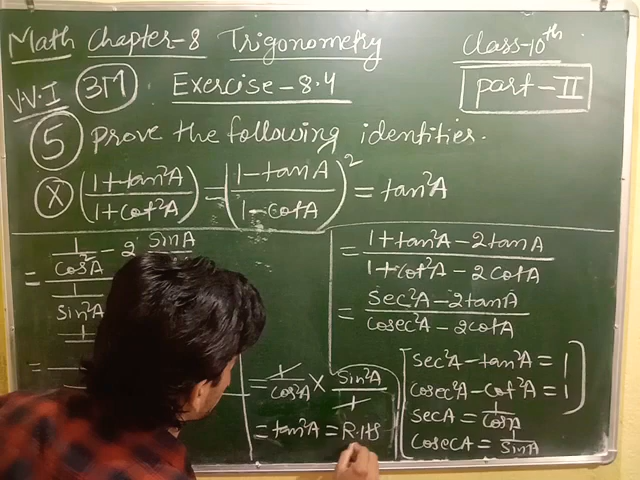 Math Chapter-8 Trigonometry Class-10th
V.V.I 3M Exercise-8.4 Part-II
5 Prove the following identities.
(X) ((1+tan²A)/(1+cot²A)) = ((1-tanA)/(1-cotA))² = tan²A
= (1/cos²A - 2 sinA
1/sin²A
1
=
= 1/cos²A × sin²A/1
= tan²A = R.H.S
= (1+tan²A-2tanA)/(1+cot²A-2cotA)
= (sec²A-2tanA)/(cosec²A-2cotA)
sec²A-tan²A=1
cosec²A-cot²A=1
secA = 1/cosA
cosecA = 1/sinA